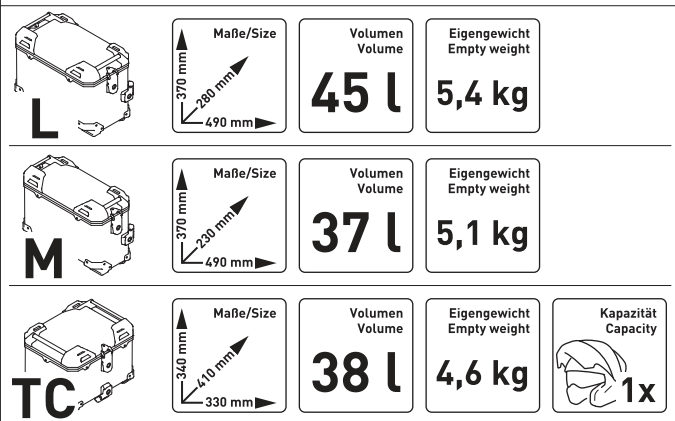 L
Maße/Size
370 mm
280 mm
490 mm
Volumen
Volume
45 l
Eigengewicht
Empty weight
5,4 kg
M
Maße/Size
370 mm
230 mm
490 mm
Volumen
Volume
37 l
Eigengewicht
Empty weight
5,1 kg
TC
Maße/Size
340 mm
410 mm
330 mm
Volumen
Volume
38 l
Eigengewicht
Empty weight
4,6 kg
Kapazität
Capacity
1x